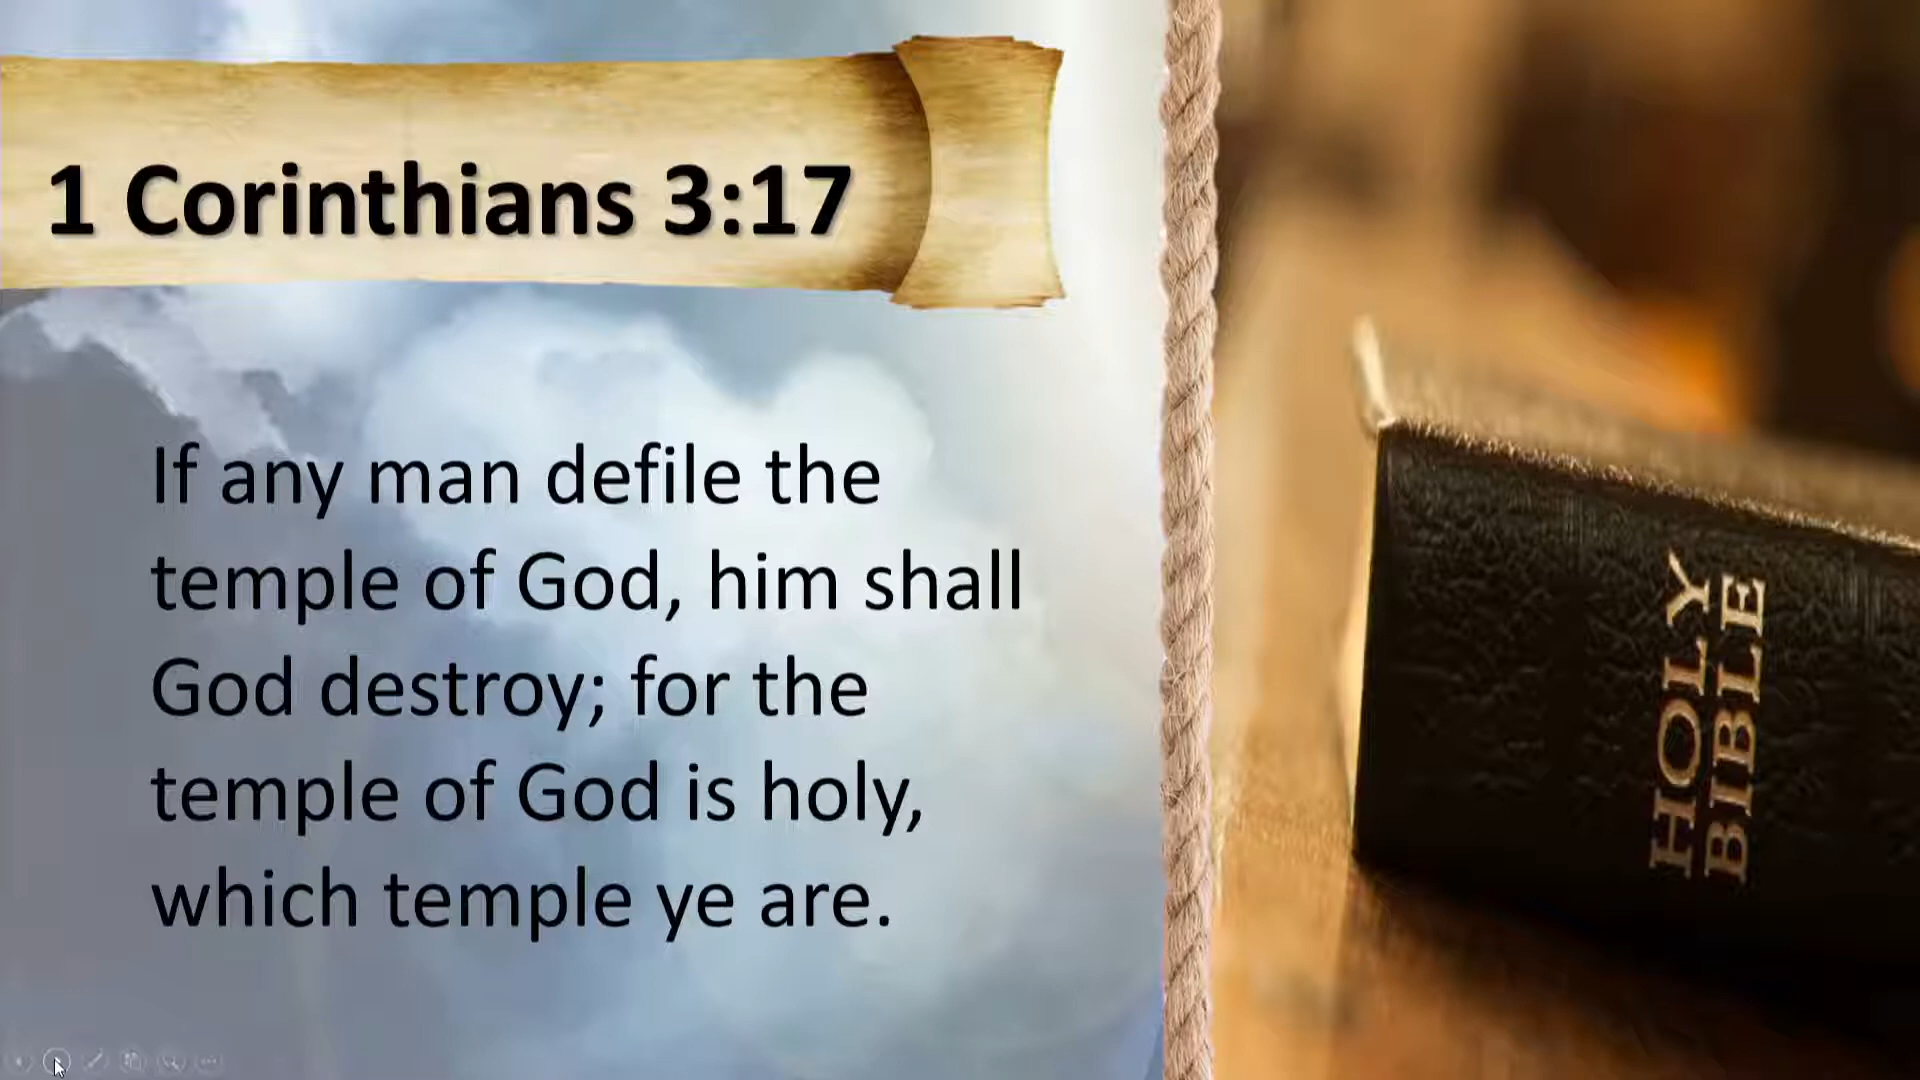 1 Corinthians 3:17
If any man defile the
temple of God, him shall
God destroy; for the
temple of God is holy,
which temple ye are.
HOLY
BIBLE